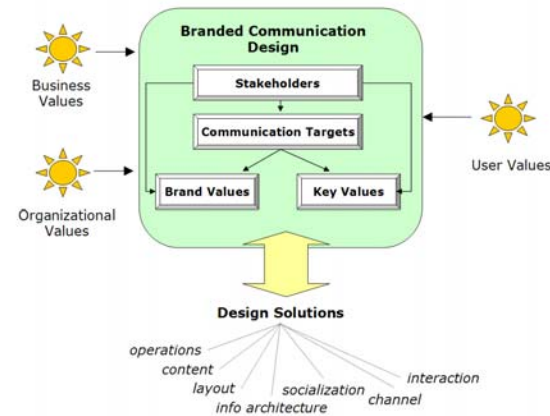 Branded Communication
Design
Business
Values
Stakeholders
Communication Targets
User Values
Brand Values
Key Values
Organizational
Values
Design Solutions
operations
content
layout
info architecture
socialization
channel
interaction